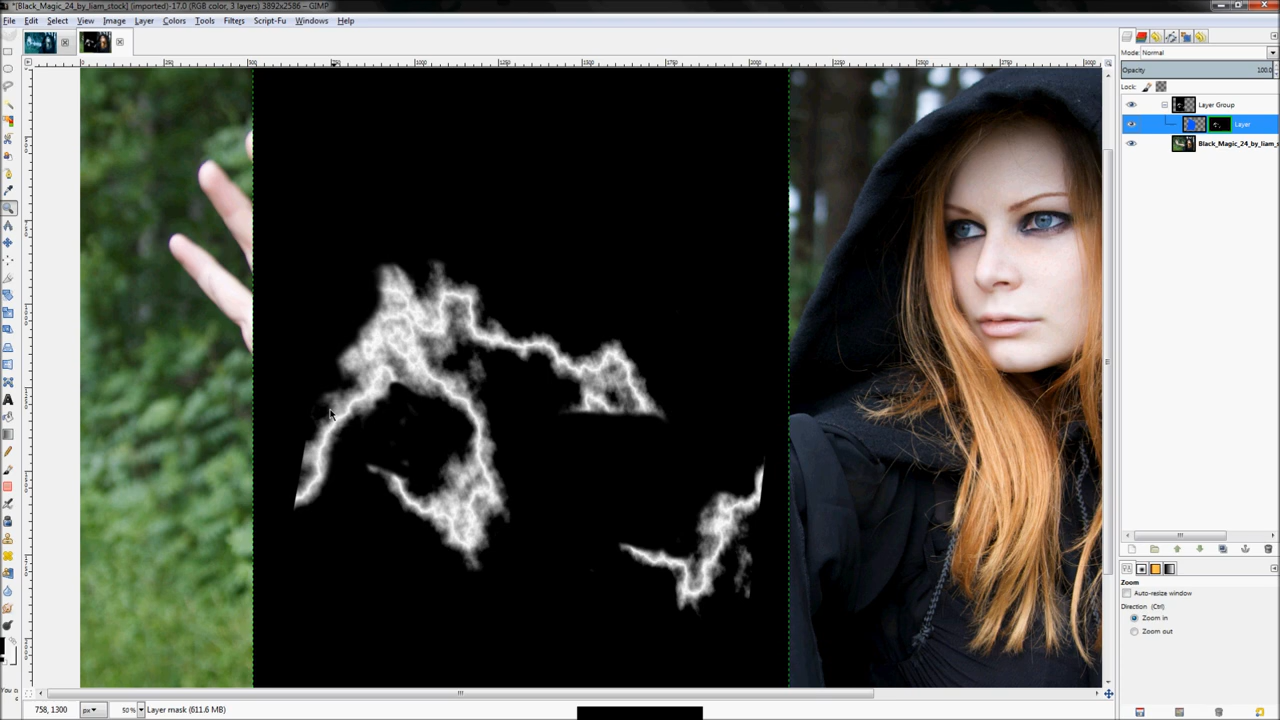 *[Black_Magic_24_by_liam_stock] (imported)-17.0 (RGB color, 3 layers) 3892x2586 – GIMP
File Edit Select View Image Layer Colors Tools Filters Script-Fu Windows Help
Mode: Normal
Opacity 100.0
Lock:
Layer Group
Layer
Black_Magic_24_by_liam_s
Zoom
Auto-resize window
Direction (Ctrl)
Zoom in
Zoom out
You a
758, 1300 px 50% Layer mask (611.6 MB)